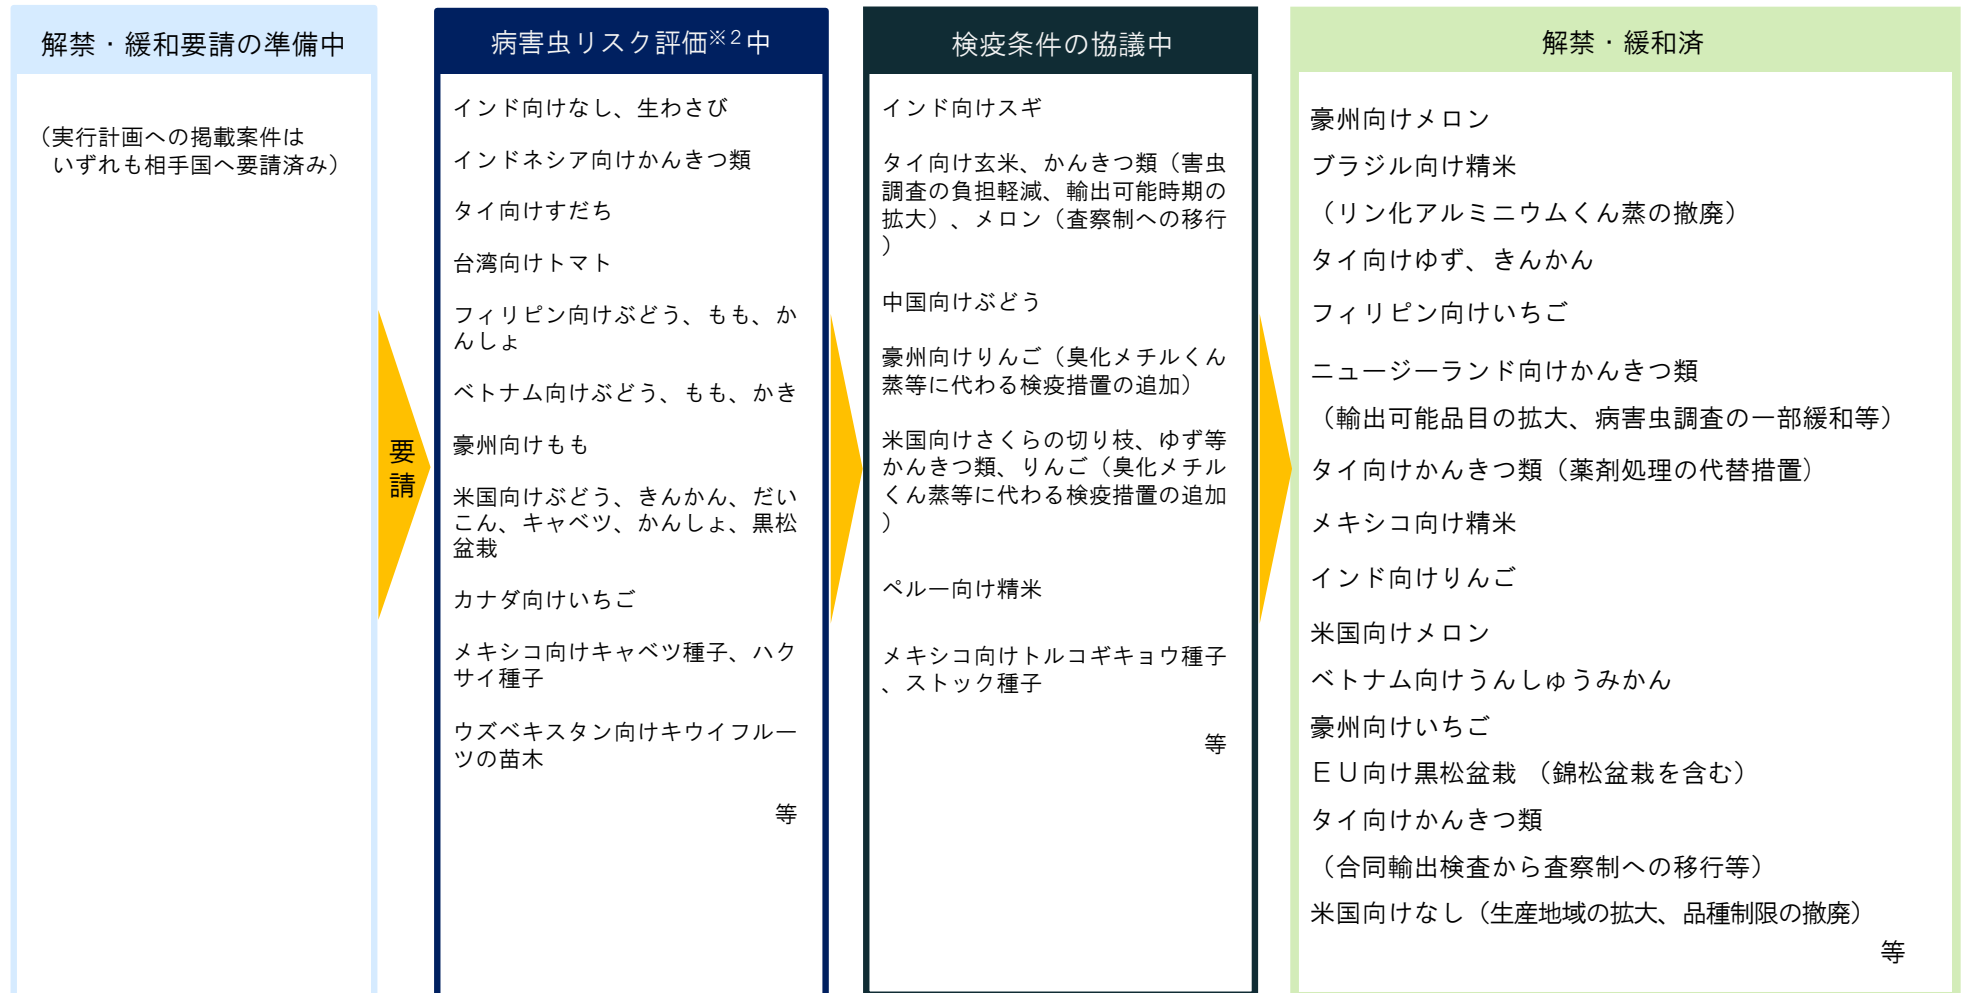 解禁・緩和要請の準備中
（実行計画への掲載案件は
いずれも相手国へ要請済み）
要
請
病害虫リスク評価※２中
インド向けなし、生わさび
インドネシア向けかんきつ類
タイ向けすだち
台湾向けトマト
フィリピン向けぶどう、もも、か
んしょ
ベトナム向けぶどう、もも、かき
豪州向けもも
米国向けぶどう、きんかん、だい
こん、キャベツ、かんしょ、黒松
盆栽
カナダ向けいちご
メキシコ向けキャベツ種子、ハク
サイ種子
ウズベキスタン向けキウイフルー
ツの苗木
等
検疫条件の協議中
インド向けスギ
タイ向け玄米、かんきつ類（害虫
調査の負担軽減、輸出可能時期の
拡大）、メロン（査察制への移行
）
中国向けぶどう
豪州向けりんご（臭化メチルくん
蒸等に代わる検疫措置の追加）
米国向けさくらの切り枝、ゆず等
かんきつ類、りんご（臭化メチル
くん蒸等に代わる検疫措置の追加
）
ペルー向け精米
メキシコ向けトルコギキョウ種子
、ストック種子
等
解禁・緩和済
豪州向けメロン
ブラジル向け精米
（リン化アルミニウムくん蒸の撤廃）
タイ向けゆず、きんかん
フィリピン向けいちご
ニュージーランド向けかんきつ類
（輸出可能品目の拡大、病害虫調査の一部緩和等）
タイ向けかんきつ類（薬剤処理の代替措置）
メキシコ向け精米
インド向けりんご
米国向けメロン
ベトナム向けうんしゅうみかん
豪州向けいちご
ＥＵ向け黒松盆栽 （錦松盆栽を含む）
タイ向けかんきつ類
（合同輸出検査から査察制への移行等）
米国向けなし（生産地域の拡大、品種制限の撤廃）
等